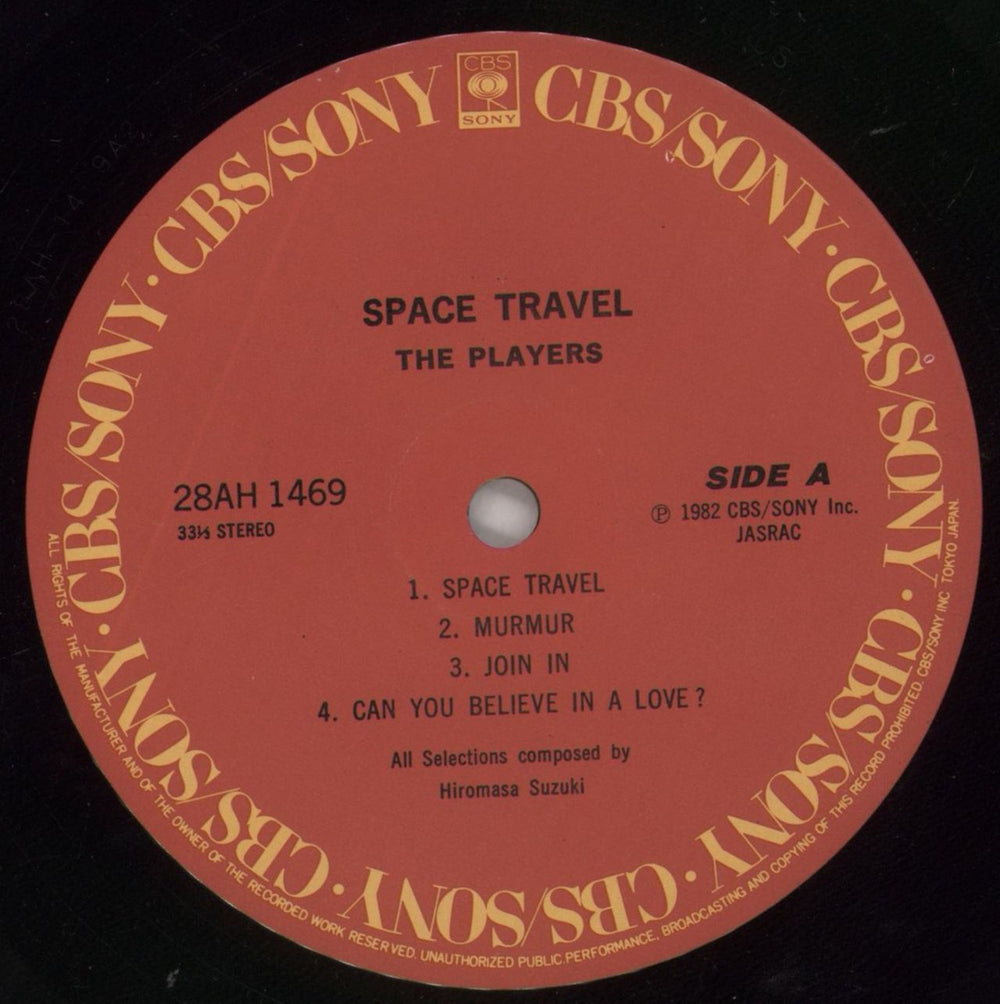 CBS
SONY
CBS/SONY · CBS/SONY · CBS/SONY · CBS/SONY · CBS/SONY · CBS/SONY · CBS/SONY · CBS/SONY
SPACE TRAVEL
THE PLAYERS
28AH 1469
33⅓ STEREO
SIDE A
Ⓟ 1982 CBS/SONY Inc.
JASRAC
1. SPACE TRAVEL
2. MURMUR
3. JOIN IN
4. CAN YOU BELIEVE IN A LOVE?
All Selections composed by
Hiromasa Suzuki
ALL RIGHTS OF THE MANUFACTURER AND OF THE OWNER OF THE RECORDED WORK RESERVED. UNAUTHORIZED PUBLIC PERFORMANCE, BROADCASTING AND COPYING OF THIS RECORD PROHIBITED. CBS/SONY INC. TOKYO JAPAN.